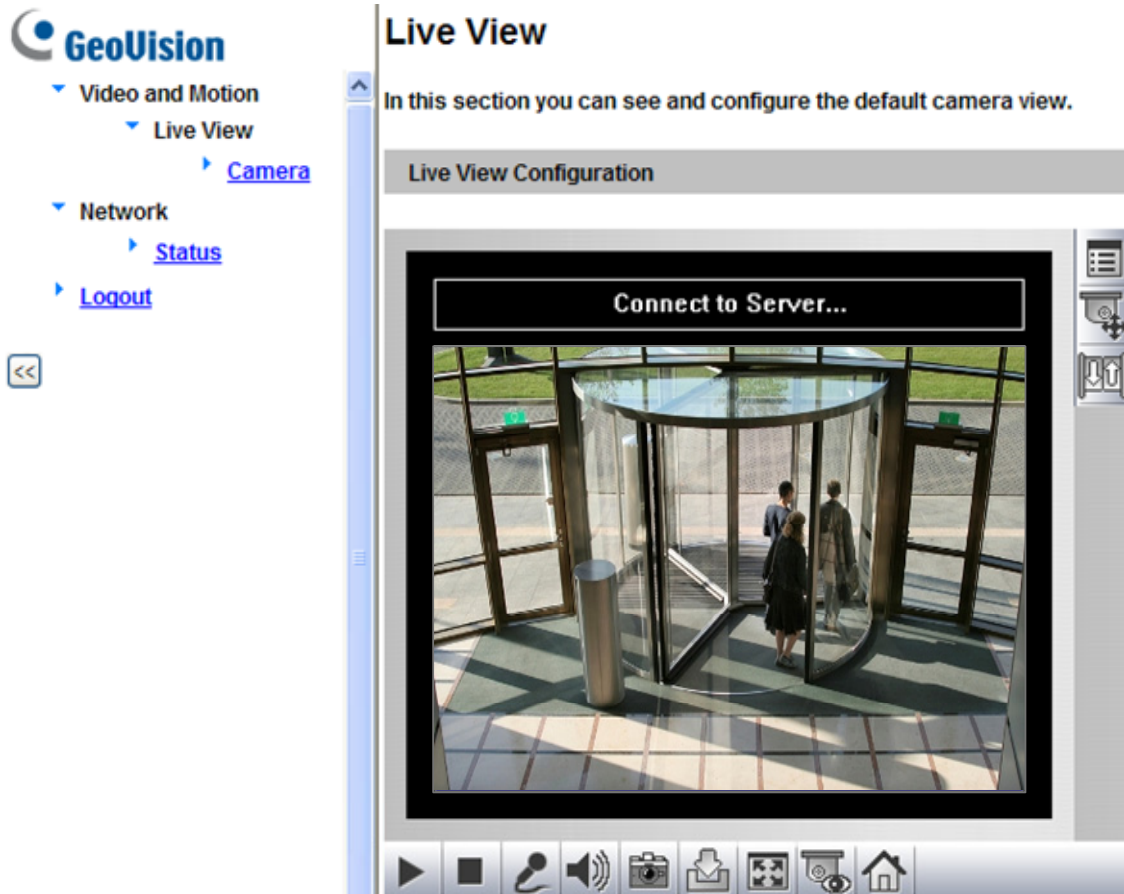 GeoVision
Video and Motion
Live View
Camera
Network
Status
Logout
<<
Live View
In this section you can see and configure the default camera view.
Live View Configuration
Connect to Server...